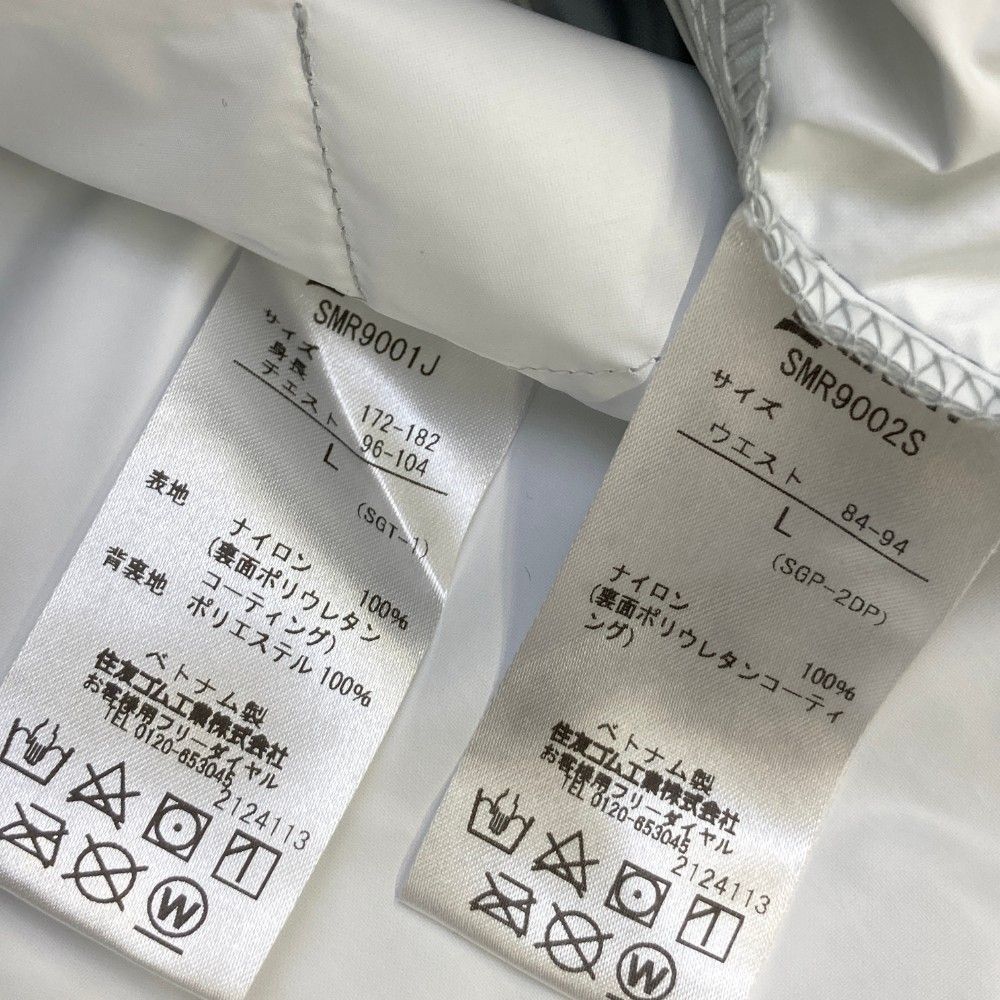 SMR9001J
サイズ
身長 172-182
チェスト 96-104
L
(SGT-1)
表地 ナイロン 100%
(裏面ポリウレタン
コーティング)
背裏地 ポリエステル 100%
ベトナム製
住友ゴム工業株式会社
お客様用フリーダイヤル
TEL 0120-653045
2124113
W
SMR9002S
サイズ
ウエスト 84-94
L
(SGP-2DP)
ナイロン 100%
(裏面ポリウレタンコーティ
ング)
ベトナム製
住友ゴム工業株式会社
お客様用フリーダイヤル
TEL 0120-653045
2124113
W